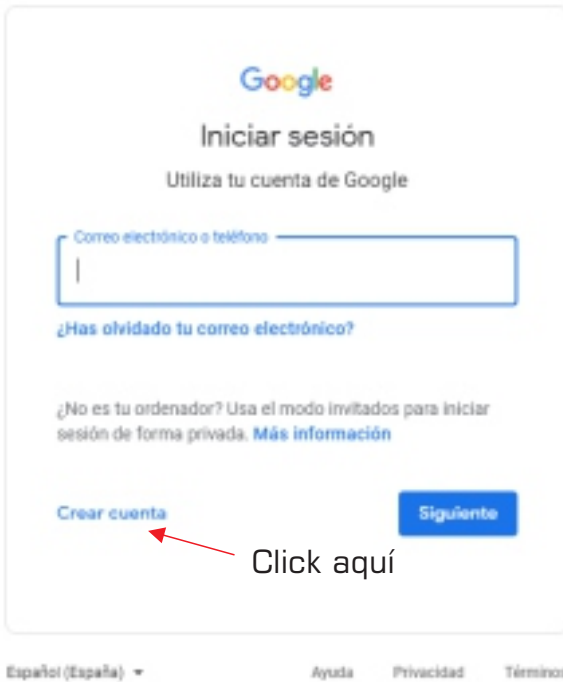 Google
Iniciar sesión
Utiliza tu cuenta de Google
Correo electrónico o teléfono
¿Has olvidado tu correo electrónico?
¿No es tu ordenador? Usa el modo invitados para iniciar
sesión de forma privada. Más información
Crear cuenta
Siguiente
Click aquí
Español (España)
Ayuda
Privacidad
Términos